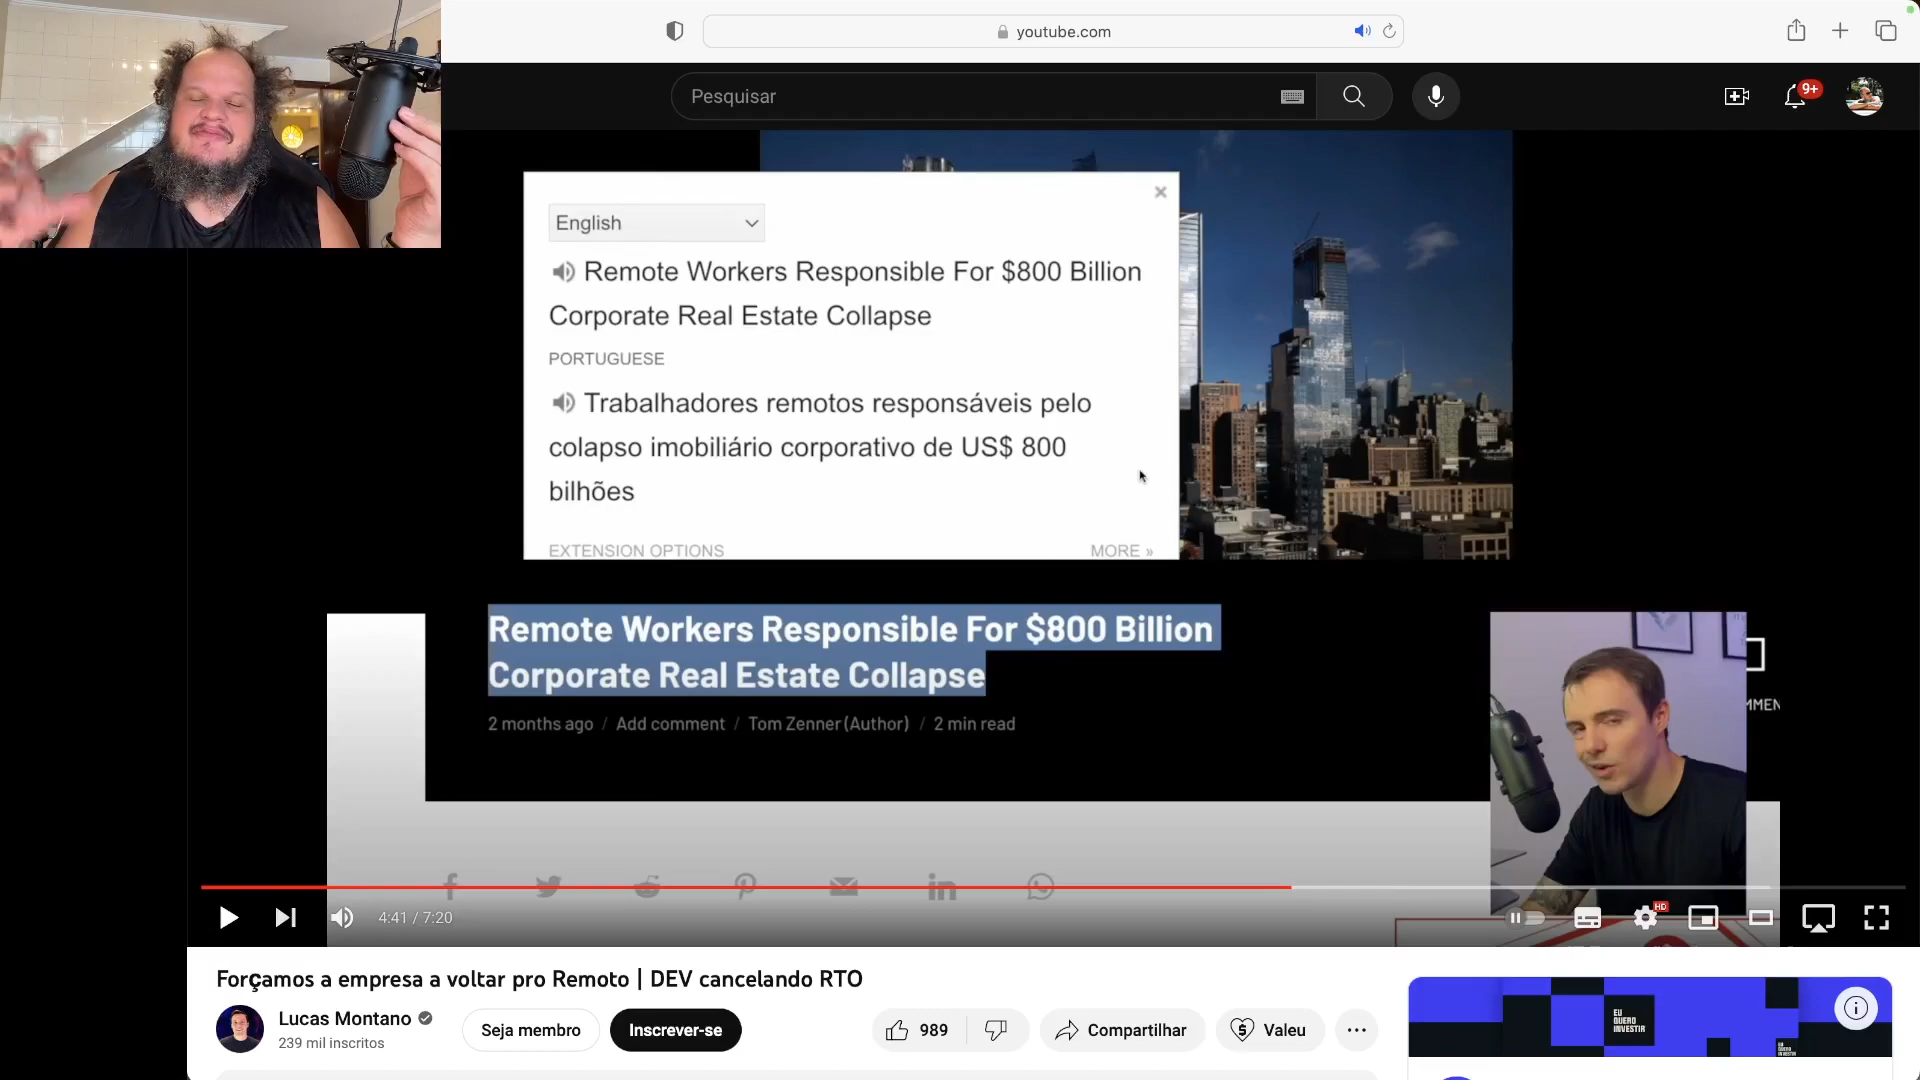 youtube.com
Pesquisar
9+
English
Remote Workers Responsible For $800 Billion
Corporate Real Estate Collapse
PORTUGUESE
Trabalhadores remotos responsáveis pelo
colapso imobiliário corporativo de US$ 800
bilhões
EXTENSION OPTIONS
MORE »
Remote Workers Responsible For $800 Billion
Corporate Real Estate Collapse
2 months ago / Add comment / Tom Zenner (Author) / 2 min read
MMEN
4:41 / 7:20
HD
Forçamos a empresa a voltar pro Remoto | DEV cancelando RTO
Lucas Montano
239 mil inscritos
Seja membro
Inscrever-se
989
Compartilhar
Valeu
EU
QUERO
INVESTIR